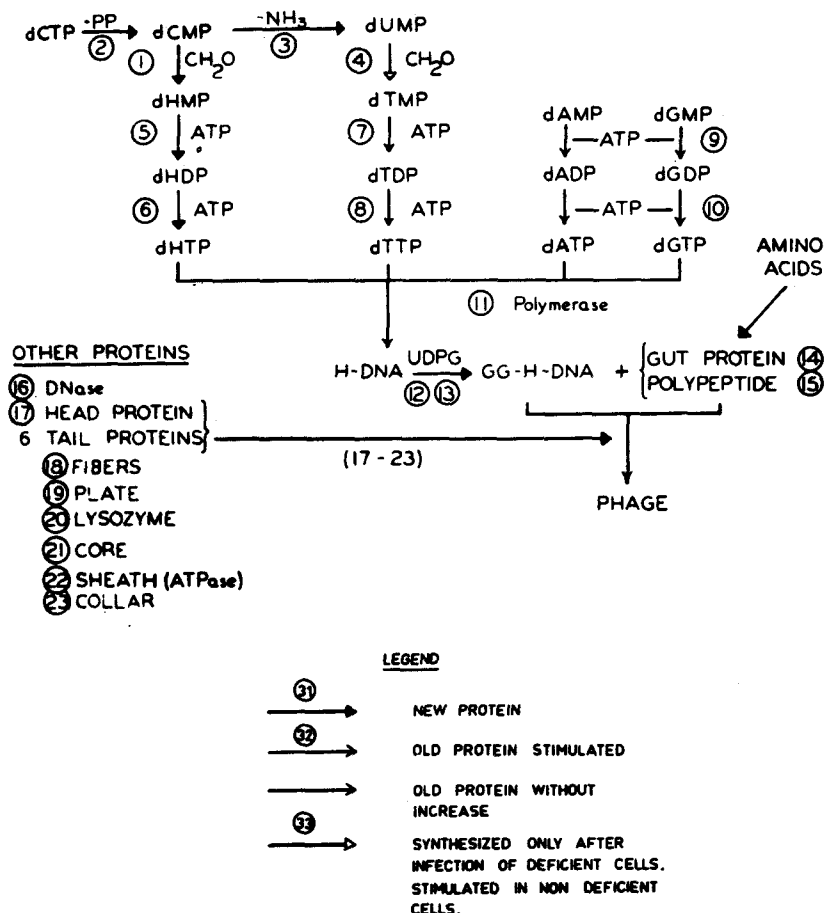 -PP
-NH₃
dCTP dCMP dUMP
② ③
① CH₂O ④ CH₂O
dHMP dTMP
dAMP dGMP
⑤ ATP ⑦ ATP
ATP ⑨
dHDP dTDP dADP dGDP
⑥ ATP ⑧ ATP
ATP ⑩
dHTP dTTP dATP dGTP
AMINO
ACIDS
⑪ Polymerase
H-DNA UDPG GG-H-DNA + GUT PROTEIN ⑭
⑫ ⑬ POLYPEPTIDE ⑮
OTHER PROTEINS
⑯ DNase
⑰ HEAD PROTEIN
6 TAIL PROTEINS
(17-23)
⑱ FIBERS
⑲ PLATE
⑳ LYSOZYME
㉑ CORE
㉒ SHEATH (ATPase)
㉓ COLLAR
PHAGE
LEGEND
㉛ NEW PROTEIN
㉜ OLD PROTEIN STIMULATED
OLD PROTEIN WITHOUT
INCREASE
㉝ SYNTHESIZED ONLY AFTER
INFECTION OF DEFICIENT CELLS.
STIMULATED IN NON DEFICIENT
CELLS.